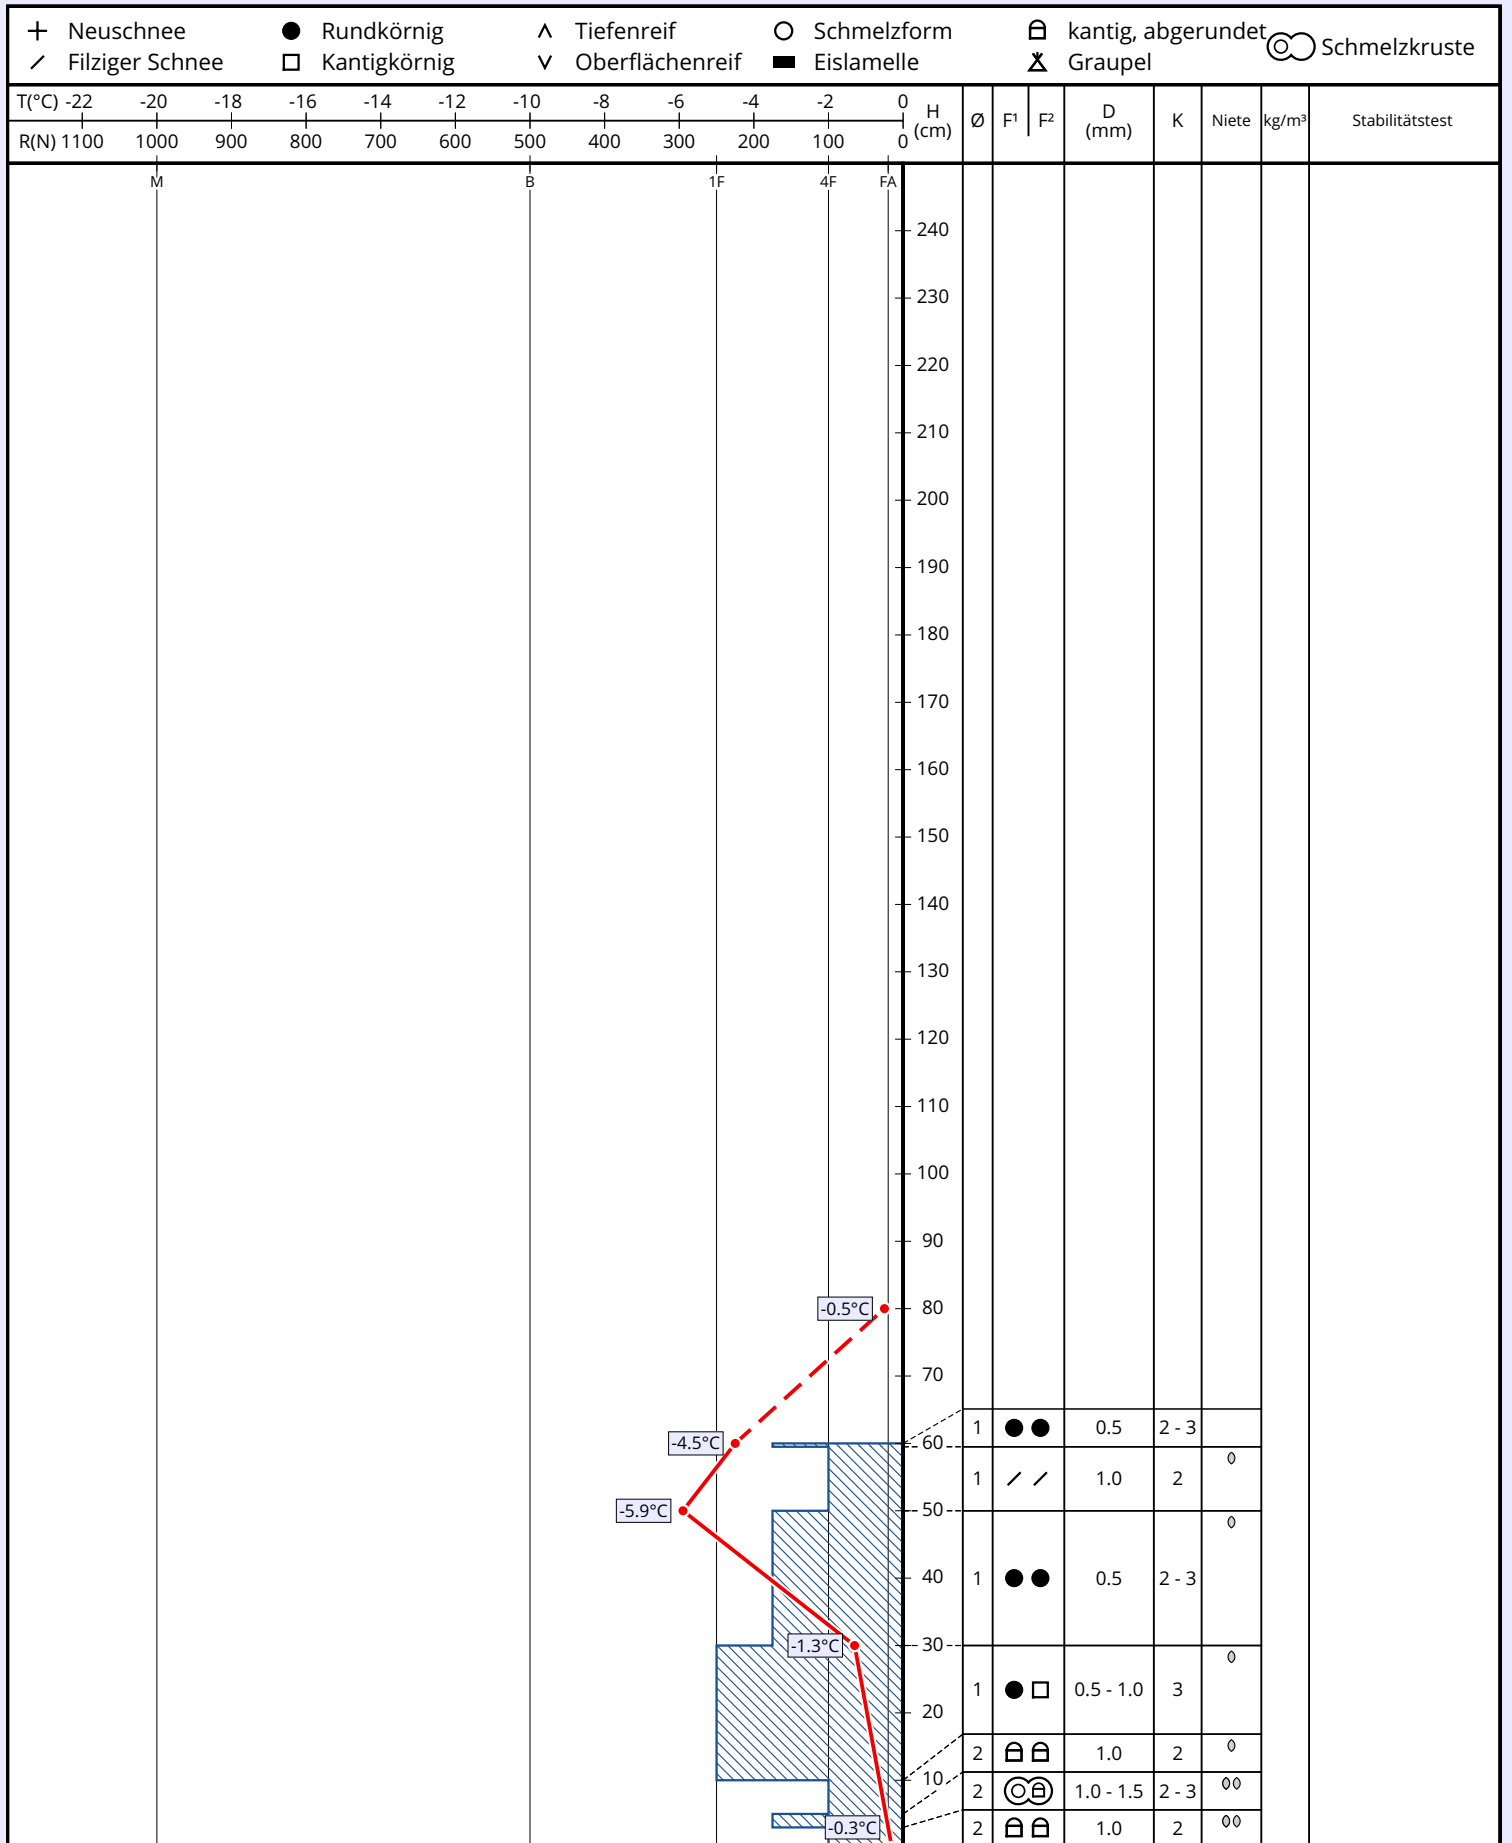 Neuschnee Rundkörnig Tiefenreif Schmelzform kantig, abgerundet Schmelzkruste
Filziger Schnee Kantigkörnig Oberflächenreif Eislamelle Graupel
T(°C) -22 -20 -18 -16 -14 -12 -10 -8 -6 -4 -2 0
R(N) 1100 1000 900 800 700 600 500 400 300 200 100 0
H (cm) Ø F¹ F² D (mm) K Niete kg/m³ Stabilitätstest
M B 1F 4F FA
240
230
220
210
200
190
180
170
160
150
140
130
120
110
100
90
-0.5°C 80
70
1 0.5 2 - 3
-4.5°C 60
1 1.0 2
-5.9°C 50
40 1 0.5 2 - 3
-1.3°C 30
1 0.5 - 1.0 3
20
2 1.0 2
10
2 1.0 - 1.5 2 - 3
-0.3°C 2 1.0 2